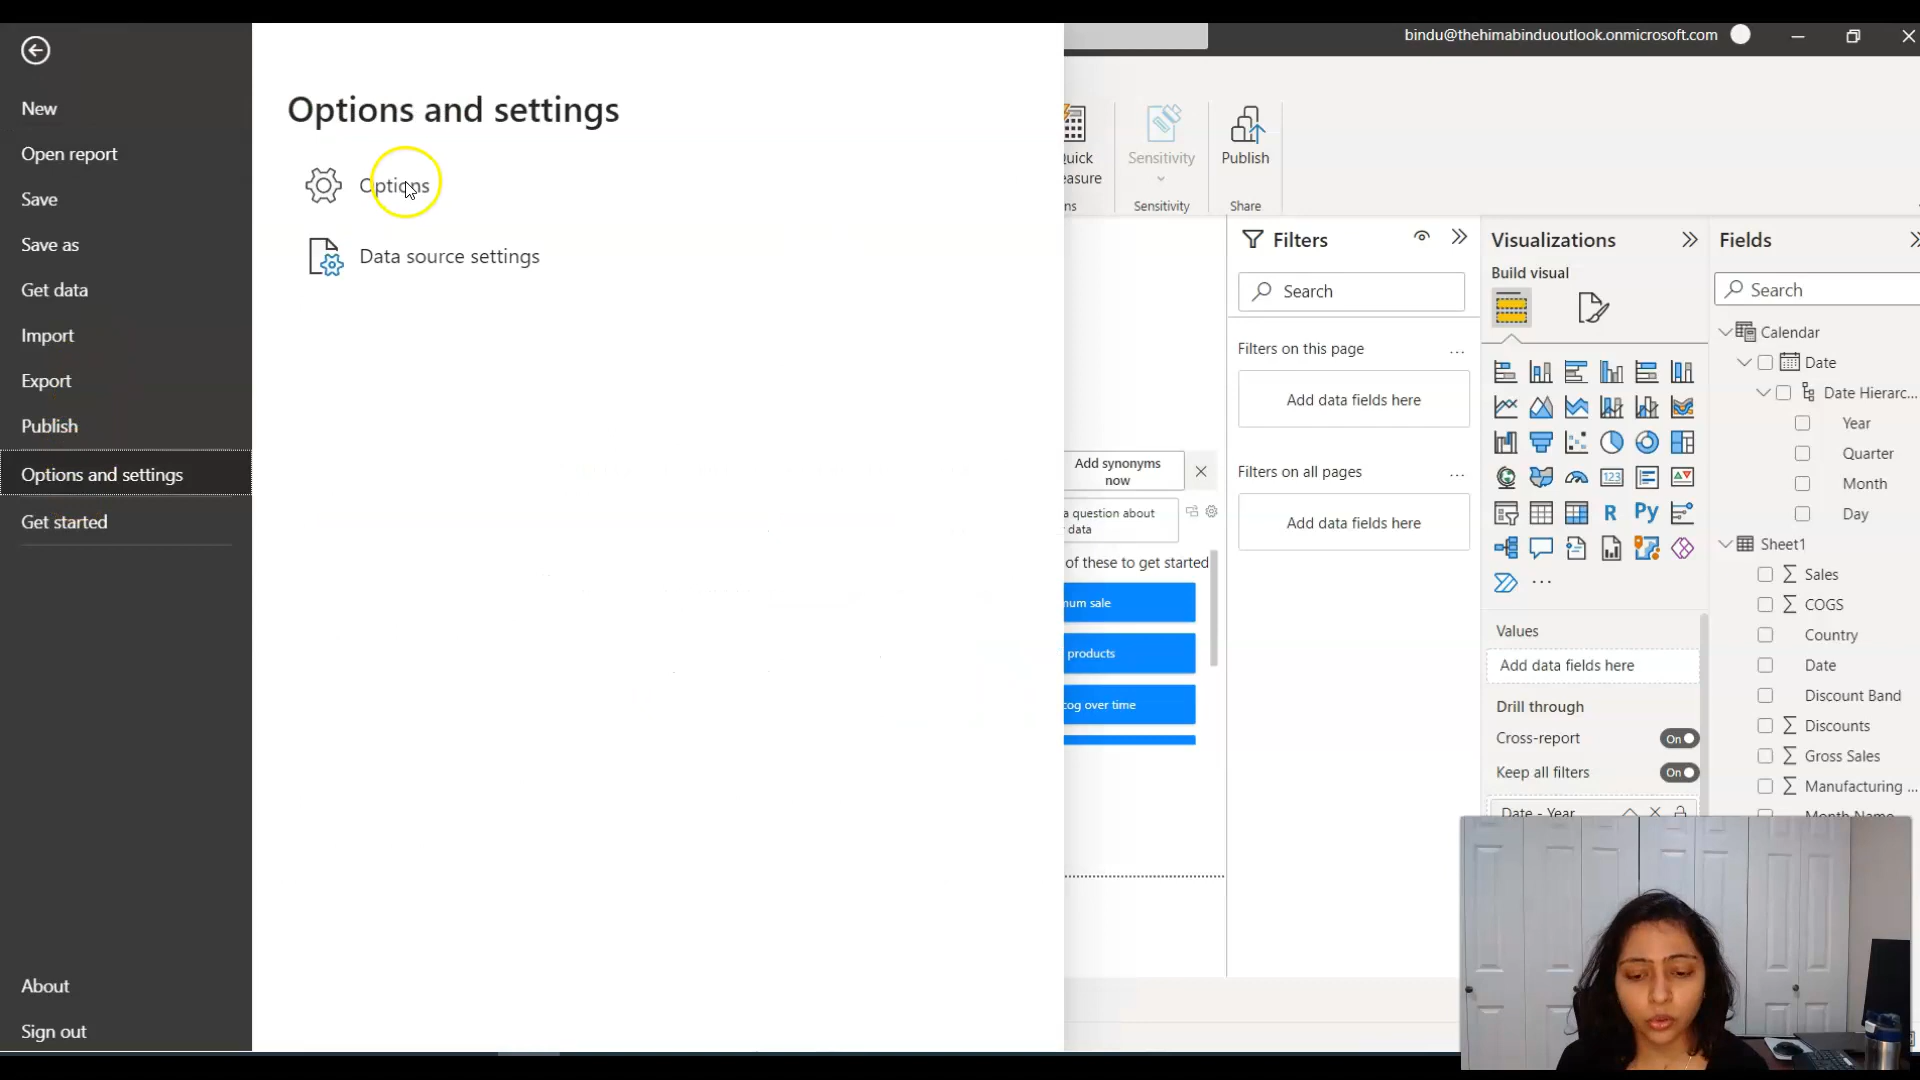 bindu@thehimabinduoutlook.onmicrosoft.com
New
Open report
Save
Save as
Get data
Import
Export
Publish
Options and settings
Get started
About
Sign out
Options and settings
Options
Data source settings
Sensitivity
Publish
Sensitivity
Share
Add synonyms
now
a question about
data
of these to get started
products
over time
Filters
Search
Filters on this page
...
Add data fields here
Filters on all pages
...
Add data fields here
Visualizations
Build visual
123
R
Py
...
Values
Add data fields here
Drill through
Cross-report
On
Keep all filters
On
Date - Year
Fields
Search
Calendar
Date
Date Hierarc...
Year
Quarter
Month
Day
Sheet1
Σ Sales
Σ COGS
Country
Date
Discount Band
Σ Discounts
Σ Gross Sales
Σ Manufacturing ...
Month Name